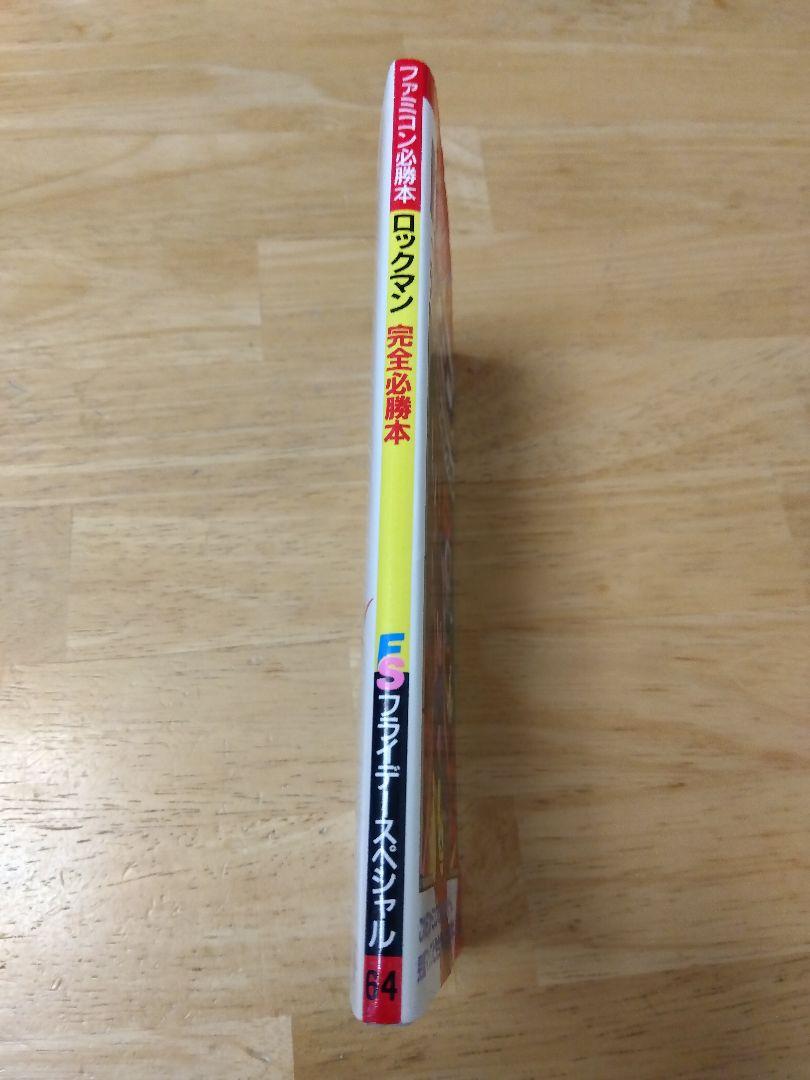 ファミコン必勝本
ロックマン 完全必勝本
FS
フライデースペシャル
64